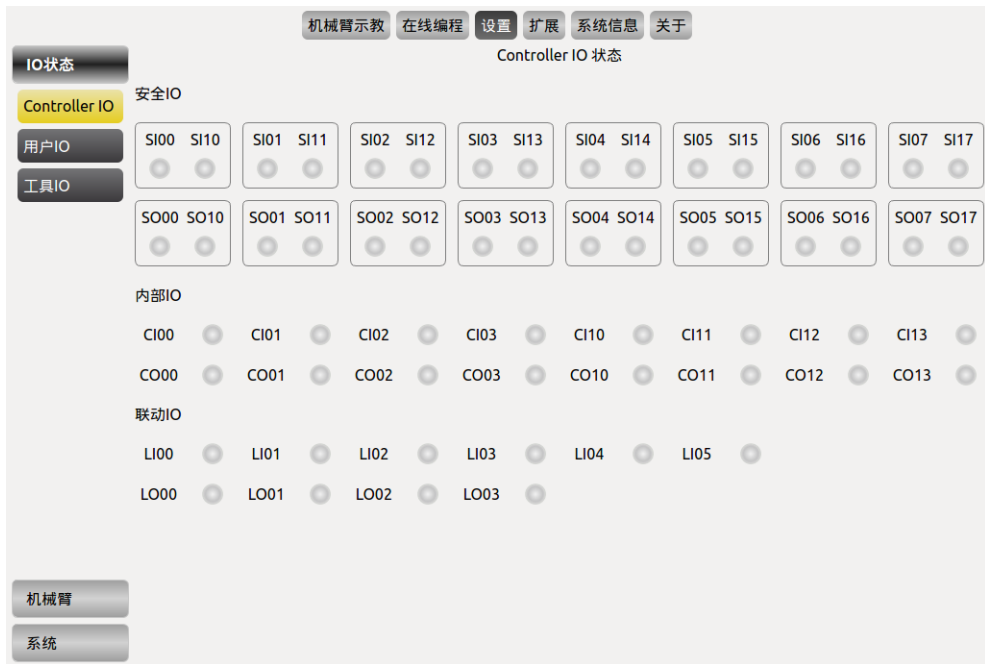 机械臂示教 在线编程 设置 扩展 系统信息 关于
IO状态
Controller IO
用户IO
工具IO
Controller IO 状态
安全IO
SI00 SI10 SI01 SI11 SI02 SI12 SI03 SI13 SI04 SI14 SI05 SI15 SI06 SI16 SI07 SI17
SO00 SO10 SO01 SO11 SO02 SO12 SO03 SO13 SO04 SO14 SO05 SO15 SO06 SO16 SO07 SO17
内部IO
CI00 CI01 CI02 CI03 CI10 CI11 CI12 CI13
CO00 CO01 CO02 CO03 CO10 CO11 CO12 CO13
联动IO
LI00 LI01 LI02 LI03 LI04 LI05
LO00 LO01 LO02 LO03
机械臂
系统